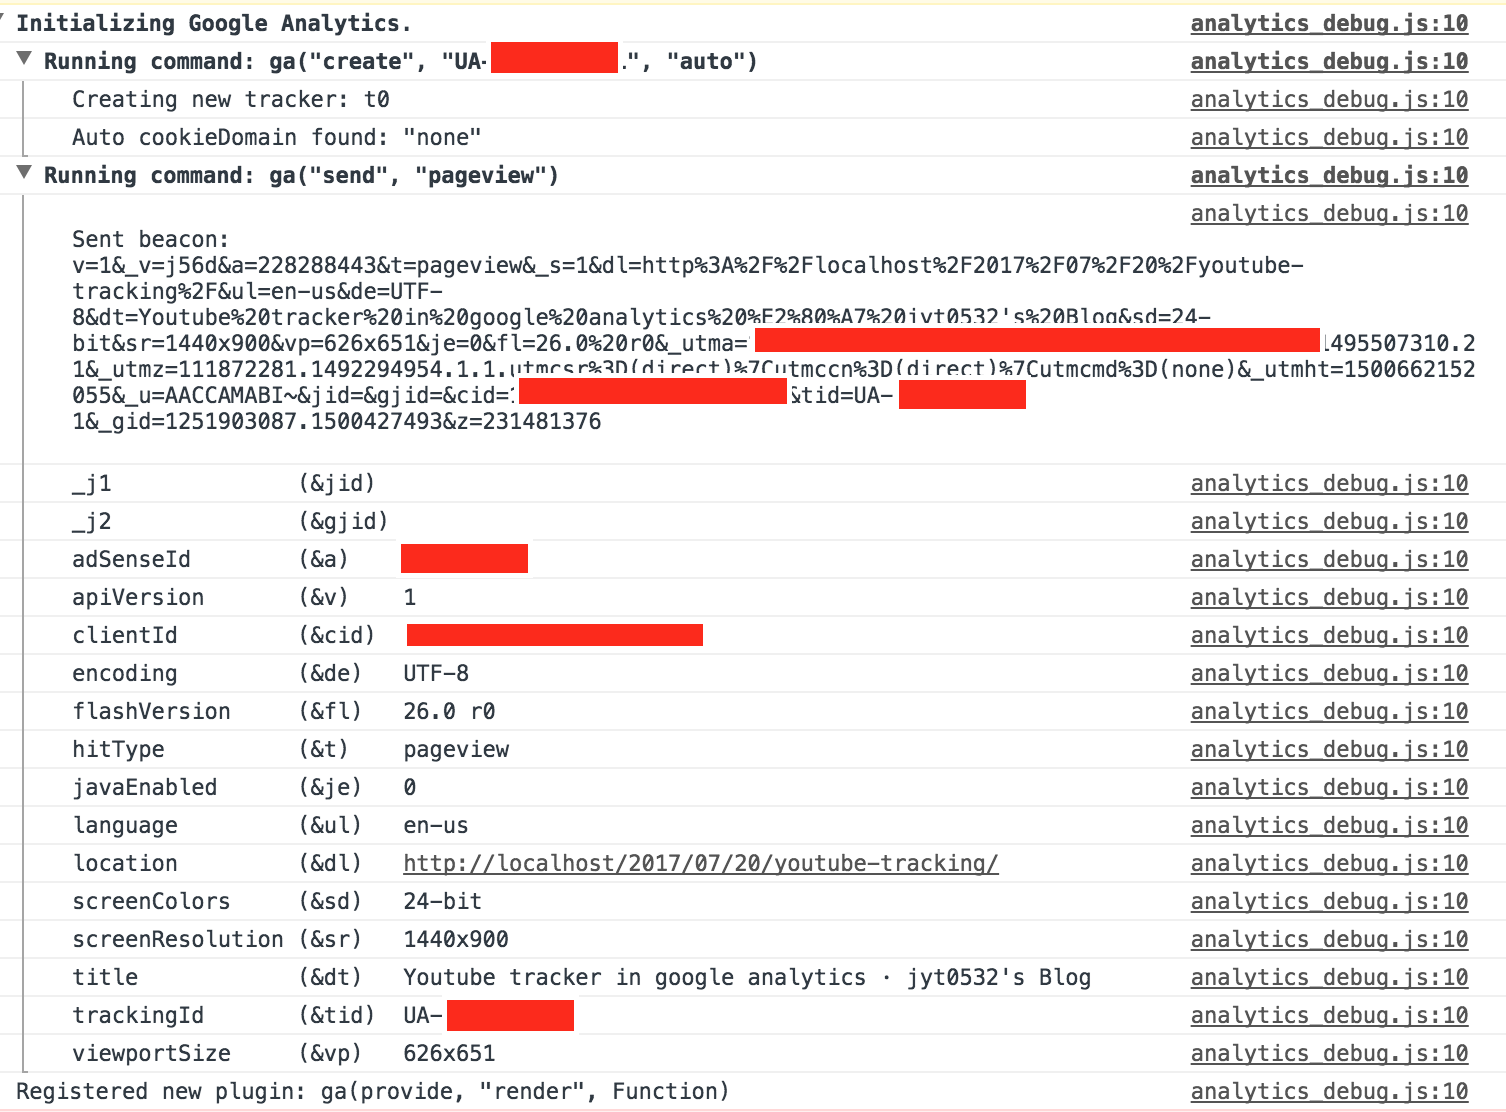 Initializing Google Analytics. analytics_debug.js:10
▼ Running command: ga("create", "UA- ", "auto") analytics_debug.js:10
Creating new tracker: t0 analytics_debug.js:10
Auto cookieDomain found: "none" analytics_debug.js:10
▼ Running command: ga("send", "pageview") analytics_debug.js:10
analytics_debug.js:10
Sent beacon:
v=1&_v=j56d&a=228288443&t=pageview&_s=1&dl=http%3A%2F%2Flocalhost%2F2017%2F07%2F20%2Fyoutube-
tracking%2F&ul=en-us&de=UTF-
8&dt=Youtube%20tracker%20in%20google%20analytics%20%E2%80%A7%20jyt0532's%20Blog&sd=24-
bit&sr=1440x900&vp=626x651&je=0&fl=26.0%20r0&_utma= 1495507310.2
1&_utmz=111872281.1492294954.1.1.utmcsr%3D(direct)%7Cutmccn%3D(direct)%7Cutmcmd%3D(none)&_utmht=1500662152
055&_u=AACCAMABI~&jid=&gjid=&cid= &tid=UA-
1&_gid=1251903087.1500427493&z=231481376
_j1 (&jid) analytics_debug.js:10
_j2 (&gjid) analytics_debug.js:10
adSenseId (&a) analytics_debug.js:10
apiVersion (&v) 1 analytics_debug.js:10
clientId (&cid) analytics_debug.js:10
encoding (&de) UTF-8 analytics_debug.js:10
flashVersion (&fl) 26.0 r0 analytics_debug.js:10
hitType (&t) pageview analytics_debug.js:10
javaEnabled (&je) 0 analytics_debug.js:10
language (&ul) en-us analytics_debug.js:10
location (&dl) http://localhost/2017/07/20/youtube-tracking/ analytics_debug.js:10
screenColors (&sd) 24-bit analytics_debug.js:10
screenResolution (&sr) 1440x900 analytics_debug.js:10
title (&dt) Youtube tracker in google analytics · jyt0532's Blog analytics_debug.js:10
trackingId (&tid) UA- analytics_debug.js:10
viewportSize (&vp) 626x651 analytics_debug.js:10
Registered new plugin: ga(provide, "render", Function) analytics_debug.js:10